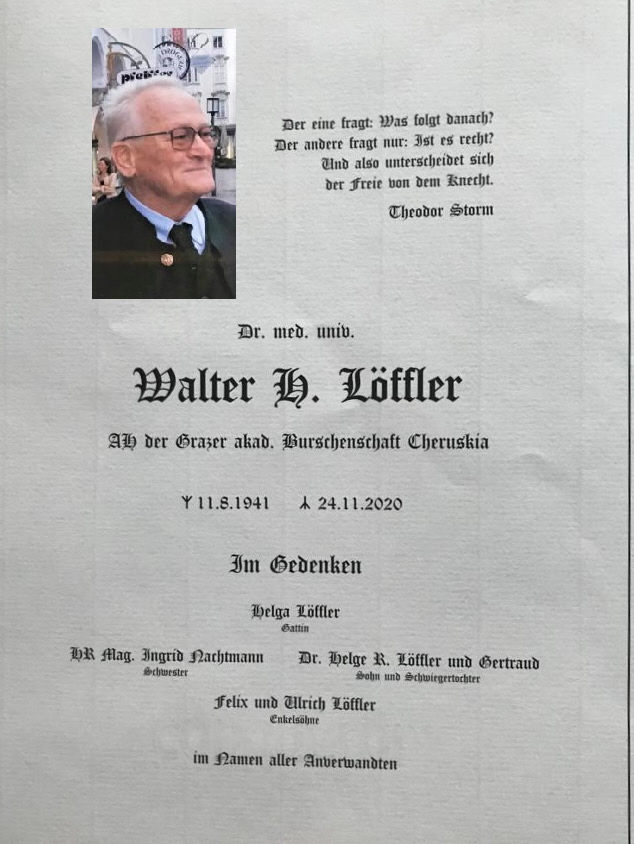 pfeiffer
Der eine fragt: Was folgt danach?
Der andere fragt nur: Ist es recht?
Und also unterscheidet sich
der Freie von dem Knecht.
Theodor Storm
Dr. med. univ.
Walter H. Löffler
AH der Grazer akad. Burschenschaft Cheruskia
ᛉ 11.8.1941 ᛦ 24.11.2020
Im Gedenken
Helga Löffler
Gattin
HR Mag. Ingrid Nachtmann Dr. Helge R. Löffler und Gertraud
Schwester Sohn und Schwiegertochter
Felix und Ulrich Löffler
Enkelsöhne
im Namen aller Anverwandten